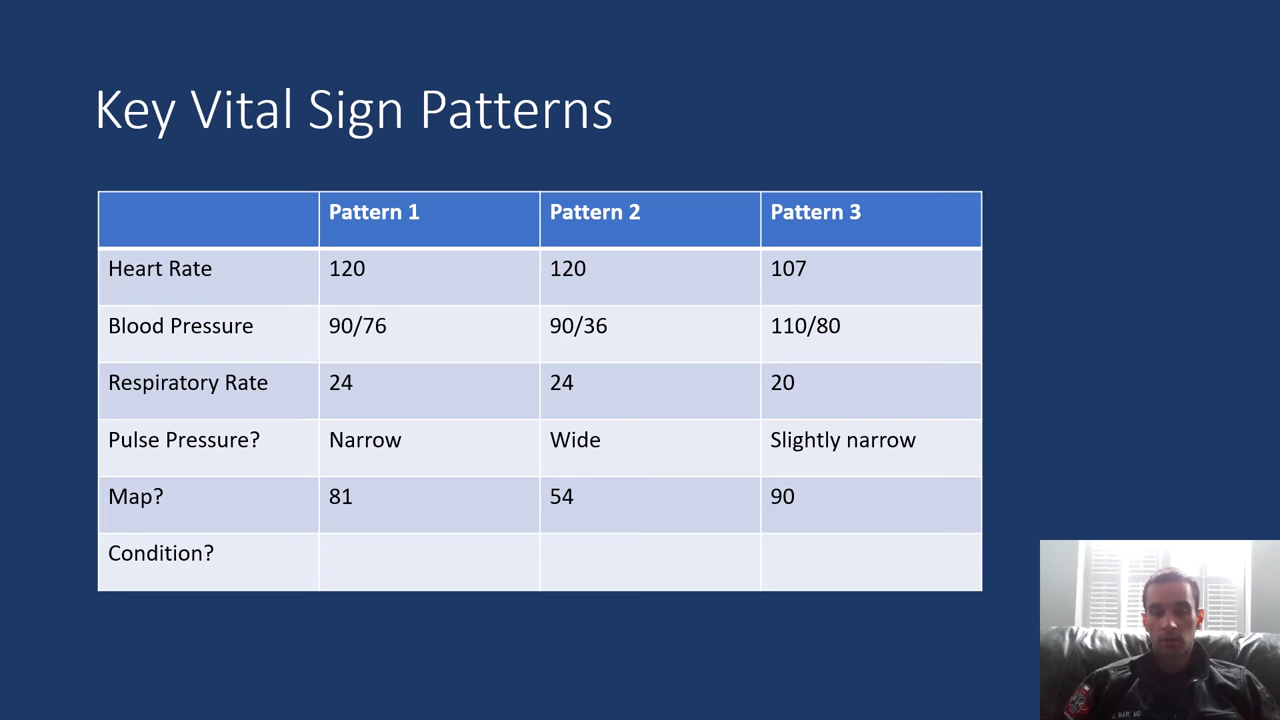 Key Vital Sign Patterns
Pattern 1 Pattern 2 Pattern 3
Heart Rate 120 120 107
Blood Pressure 90/76 90/36 110/80
Respiratory Rate 24 24 20
Pulse Pressure? Narrow Wide Slightly narrow
Map? 81 54 90
Condition?